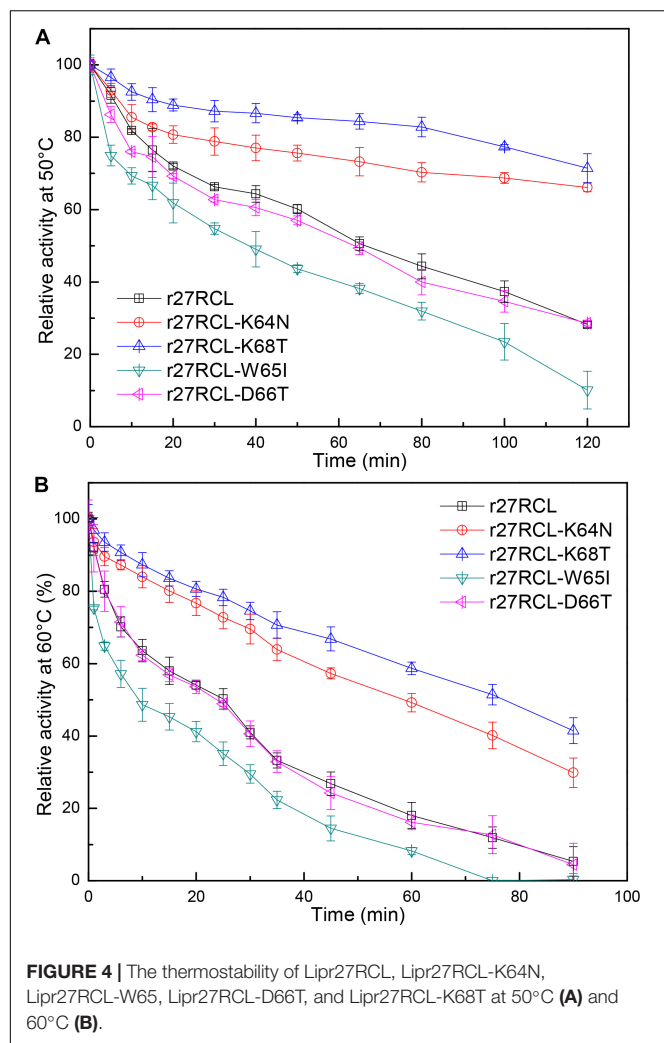 A
Relative activity at 50°C
100
80
60
40
20
0
r27RCL
r27RCL-K64N
r27RCL-K68T
r27RCL-W65I
r27RCL-D66T
0 20 40 60 80 100 120
Time (min)
B
Relative activity at 60°C (%)
100
80
60
40
20
0
r27RCL
r27RCL-K64N
r27RCL-K68T
r27RCL-W65I
r27RCL-D66T
0 20 40 60 80 100
Time (min)
FIGURE 4 | The thermostability of Lipr27RCL, Lipr27RCL-K64N,
Lipr27RCL-W65, Lipr27RCL-D66T, and Lipr27RCL-K68T at 50°C (A) and
60°C (B).